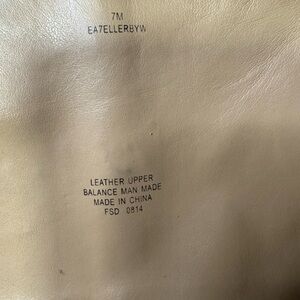 7M
EA7ELLERBYW
LEATHER UPPER
BALANCE MAN MADE
MADE IN CHINA
FSD 0814